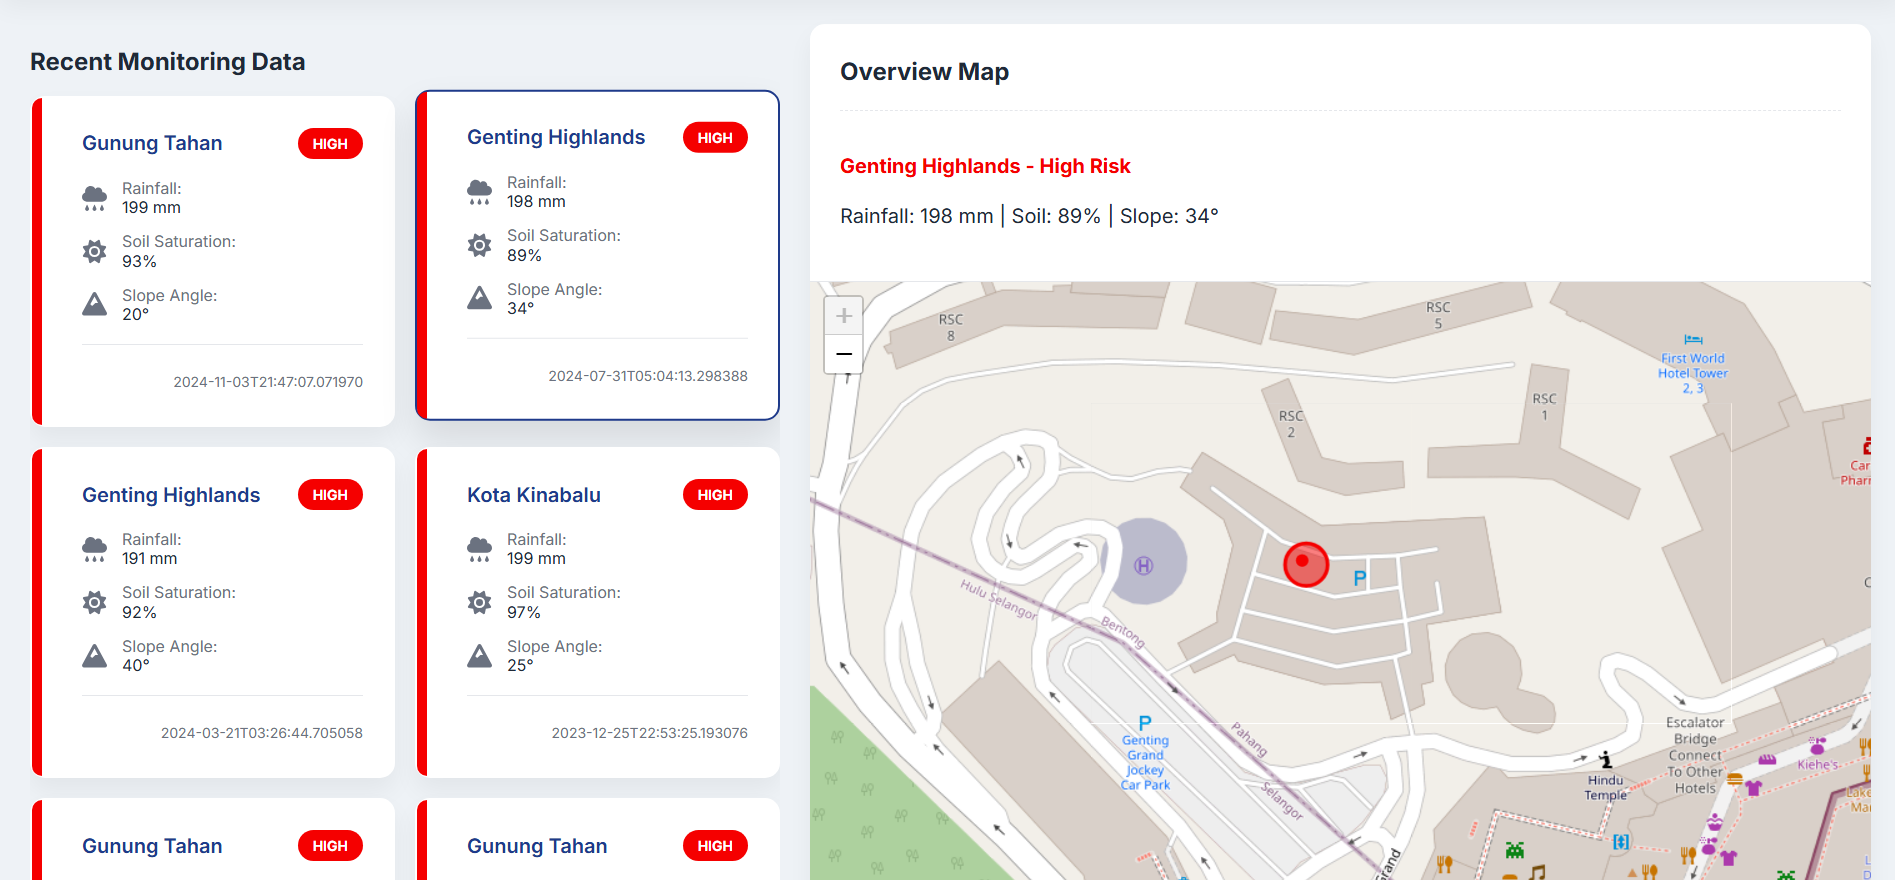 Recent Monitoring Data
Gunung Tahan
HIGH
Rainfall:
199 mm
Soil Saturation:
93%
Slope Angle:
20°
2024-11-03T21:47:07.071970
Genting Highlands
HIGH
Rainfall:
198 mm
Soil Saturation:
89%
Slope Angle:
34°
2024-07-31T05:04:13.298388
Genting Highlands
HIGH
Rainfall:
191 mm
Soil Saturation:
92%
Slope Angle:
40°
2024-03-21T03:26:44.705058
Kota Kinabalu
HIGH
Rainfall:
199 mm
Soil Saturation:
97%
Slope Angle:
25°
2023-12-25T22:53:25.193076
Gunung Tahan
HIGH
Gunung Tahan
HIGH
Overview Map
Genting Highlands - High Risk
Rainfall: 198 mm | Soil: 89% | Slope: 34°
+
−
RSC
8
RSC
5
First World
Hotel Tower
2, 3
RSC
2
RSC
1
Car
Pharm
H
P
Hulu Selangor
Bentong
P
Genting
Grand
Jockey
Car Park
Pahang
Selangor
Escalator
Bridge
Connect
To Other
Hotels
Hindu
Temple
Kiehe's
Lake
Ma
Grand